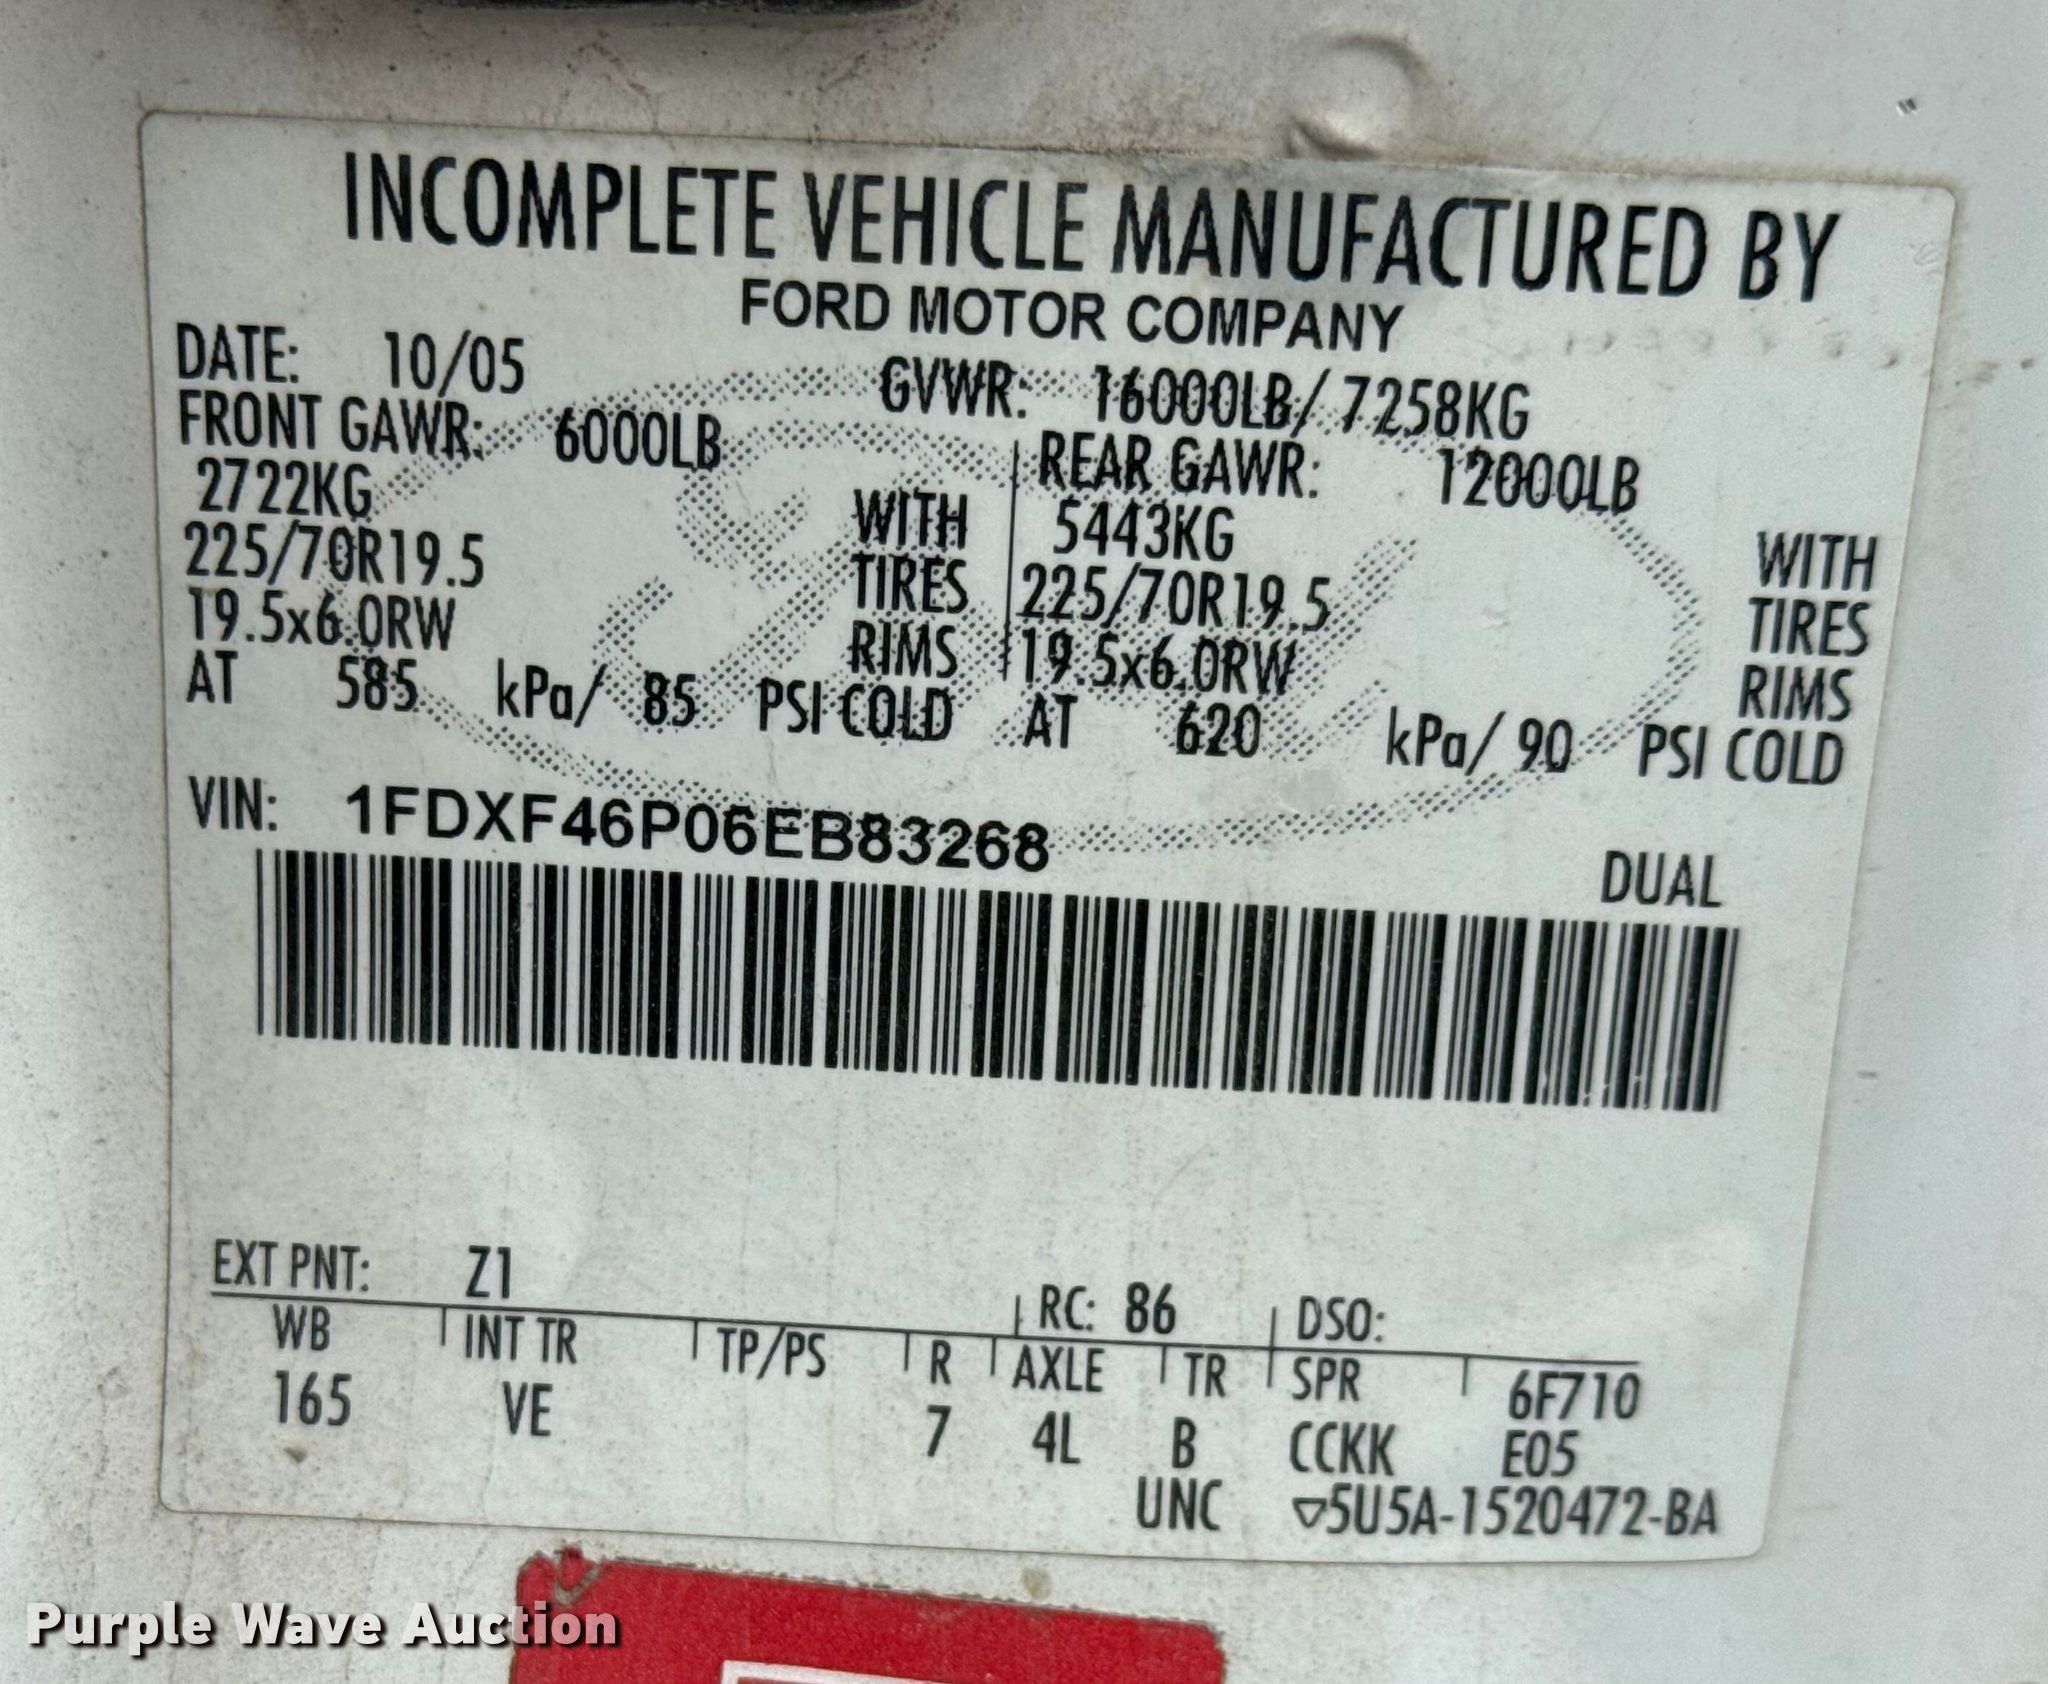 INCOMPLETE VEHICLE MANUFACTURED BY
FORD MOTOR COMPANY
DATE: 10/05 GVWR: 16000LB/ 7258KG
FRONT GAWR: 6000LB REAR GAWR: 12000LB
2722KG WITH 5443KG WITH
225/70R19.5 TIRES 225/70R19.5 TIRES
19.5x6.0RW RIMS 19.5x6.0RW RIMS
AT 585 kPa/ 85 PSI COLD AT 620 kPa/ 90 PSI COLD
VIN: 1FDXF46P06EB83268
DUAL
EXT PNT: Z1 RC: 86 DSO:
WB INT TR TP/PS R AXLE TR SPR 6F710
165 VE 7 4L B CCKK E05
UNC ▽5U5A-1520472-BA
Purple Wave Auction